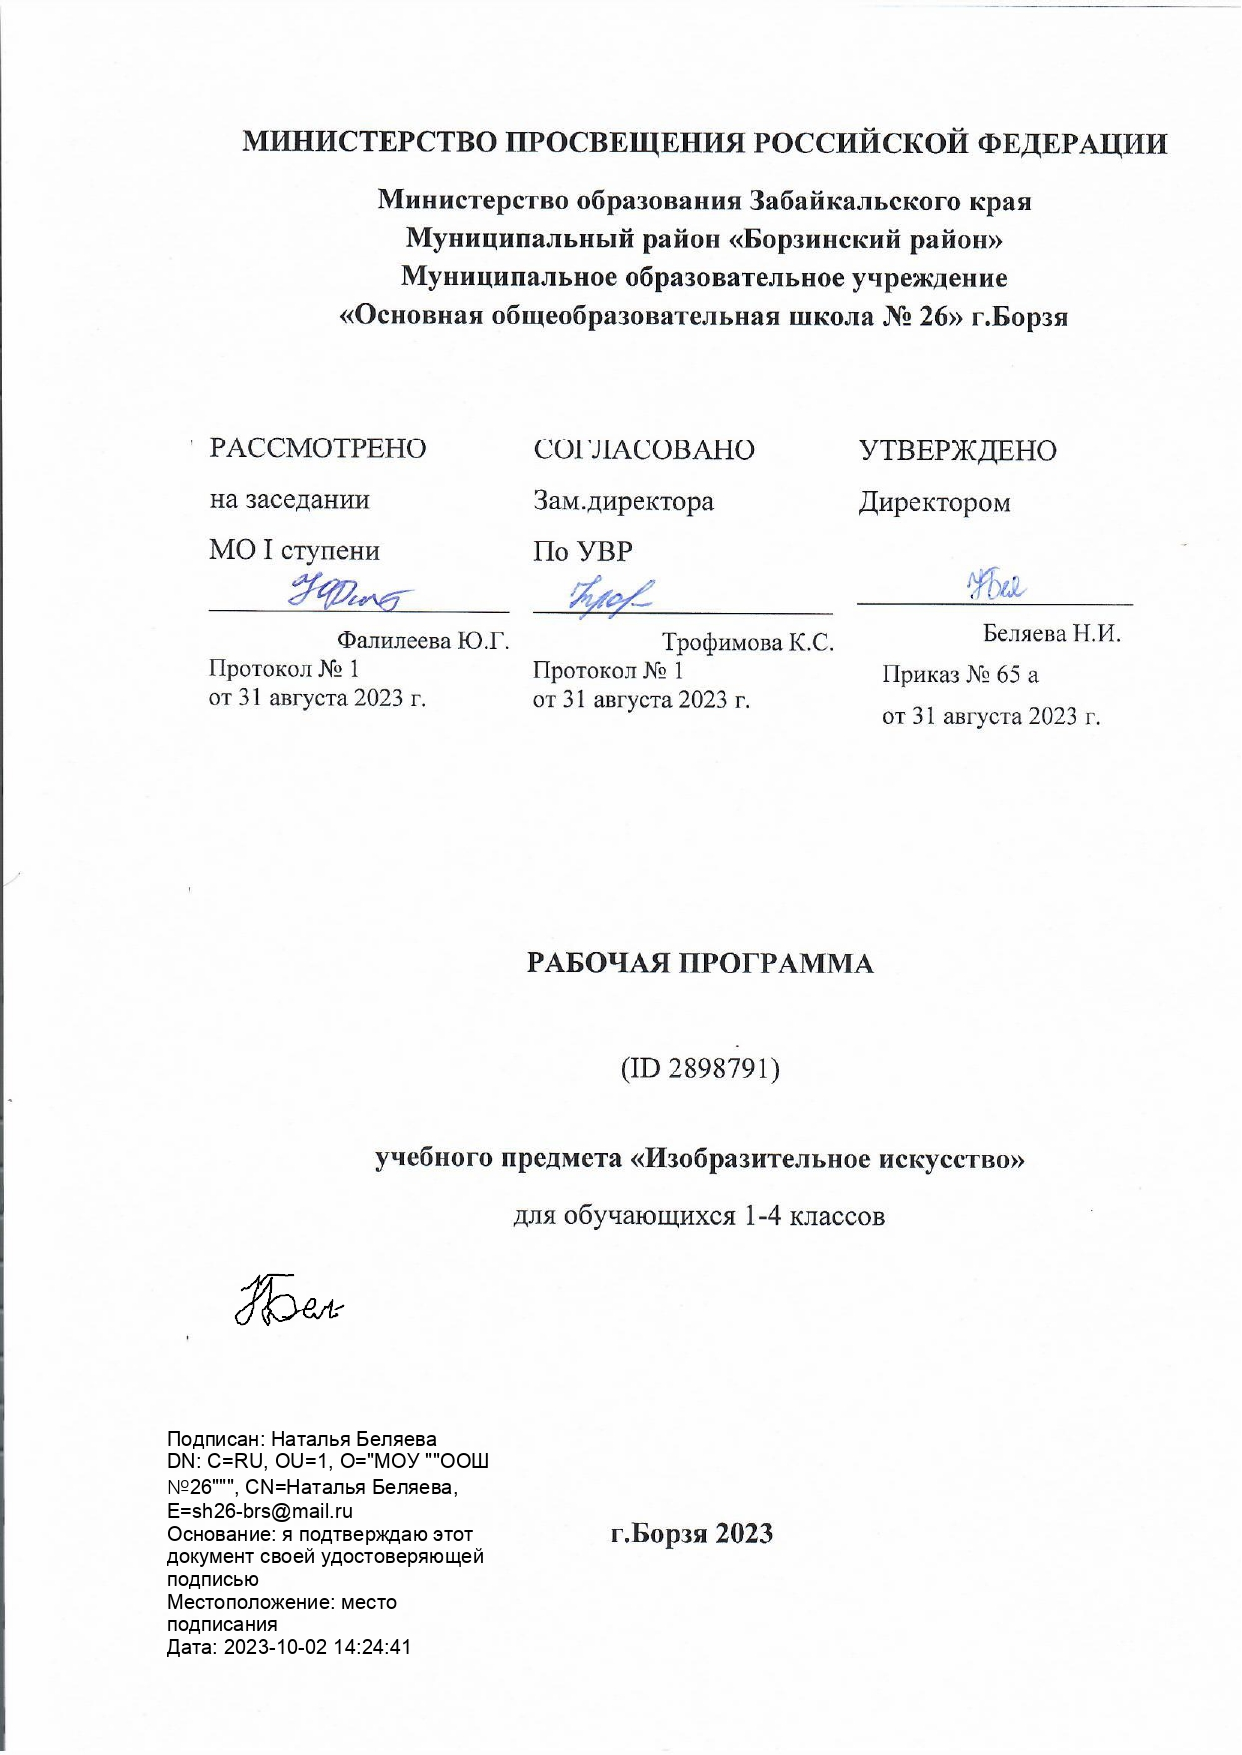 МИНИСТЕРСТВО ПРОСВЕЩЕНИЯ РОССИЙСКОЙ ФЕДЕРАЦИИ
Министерство образования Забайкальского края
Муниципальный район «Борзинский район»
Муниципальное образовательное учреждение
«Основная общеобразовательная школа № 26» г.Борзя
РАССМОТРЕНО
на заседании
МО I ступени
Фалилеева Ю.Г.
Протокол № 1
от 31 августа 2023 г.
СОГЛАСОВАНО
Зам.директора
По УВР
Трофимова К.С.
Протокол № 1
от 31 августа 2023 г.
УТВЕРЖДЕНО
Директором
Беляева Н.И.
Приказ № 65 а
от 31 августа 2023 г.
РАБОЧАЯ ПРОГРАММА
(ID 2898791)
учебного предмета «Изобразительное искусство»
для обучающихся 1-4 классов
Подписан: Наталья Беляева
DN: C=RU, OU=1, O="МОУ ""ООШ
№26""", CN=Наталья Беляева,
E=sh26-brs@mail.ru
Основание: я подтверждаю этот
документ своей удостоверяющей
подписью
Местоположение: место
подписания
Дата: 2023-10-02 14:24:41
г.Борзя 2023